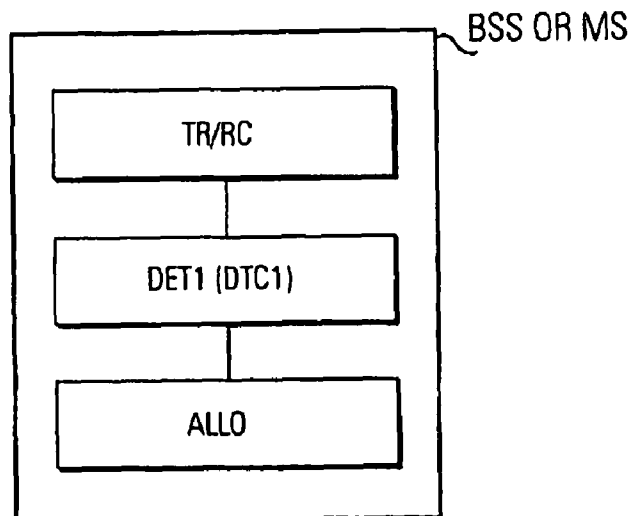 BSS OR MS
TR/RC
DET1 (DTC1)
ALLO